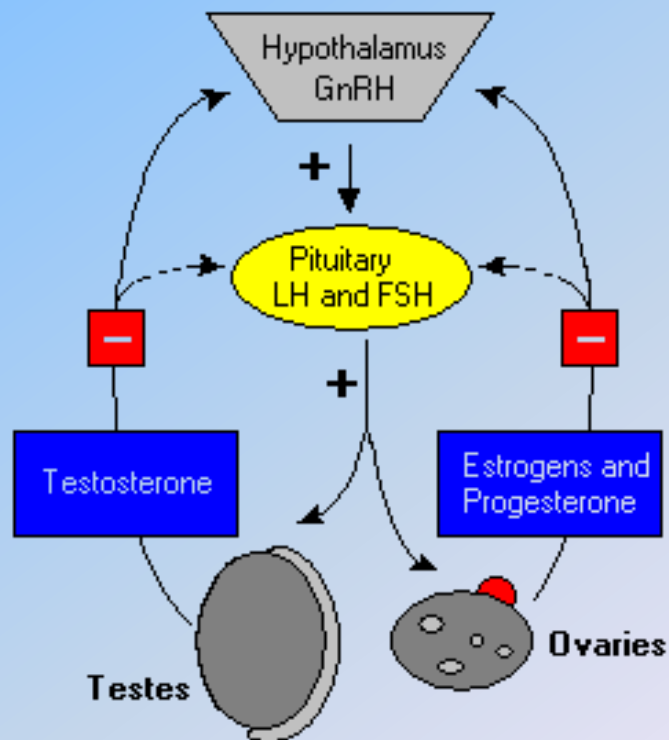 Hypothalamus
GnRH
+
Pituitary
LH and FSH
−
−
+
Testosterone
Estrogens and
Progesterone
Ovaries
Testes